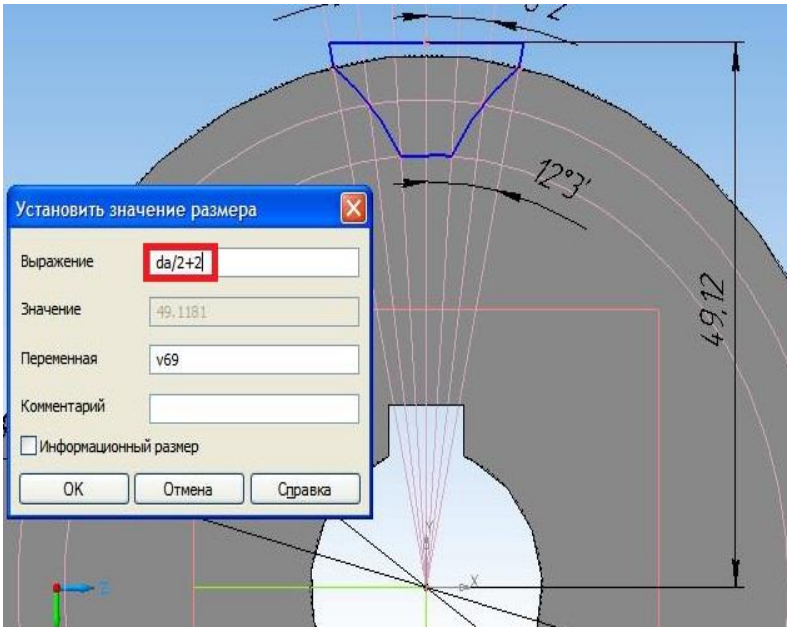 12°3'
Установить значение размера
Выражение da/2+2
Значение 49.1181
Переменная v69
Комментарий
Информационный размер
OK Отмена Справка
49,12
Y
X
Z